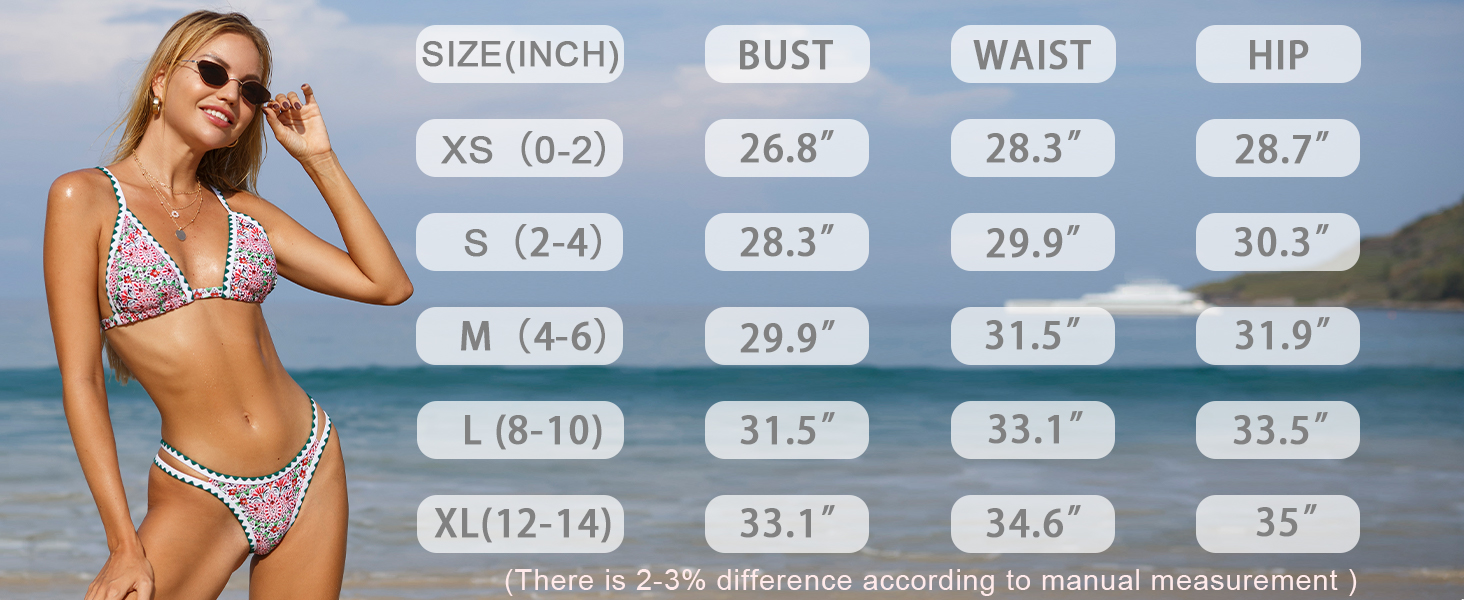 SIZE(INCH) BUST WAIST HIP
XS（0-2） 26.8″ 28.3″ 28.7″
S（2-4） 28.3″ 29.9″ 30.3″
M（4-6） 29.9″ 31.5″ 31.9″
L (8-10) 31.5″ 33.1″ 33.5″
XL(12-14) 33.1″ 34.6″ 35″
(There is 2-3% difference according to manual measurement )